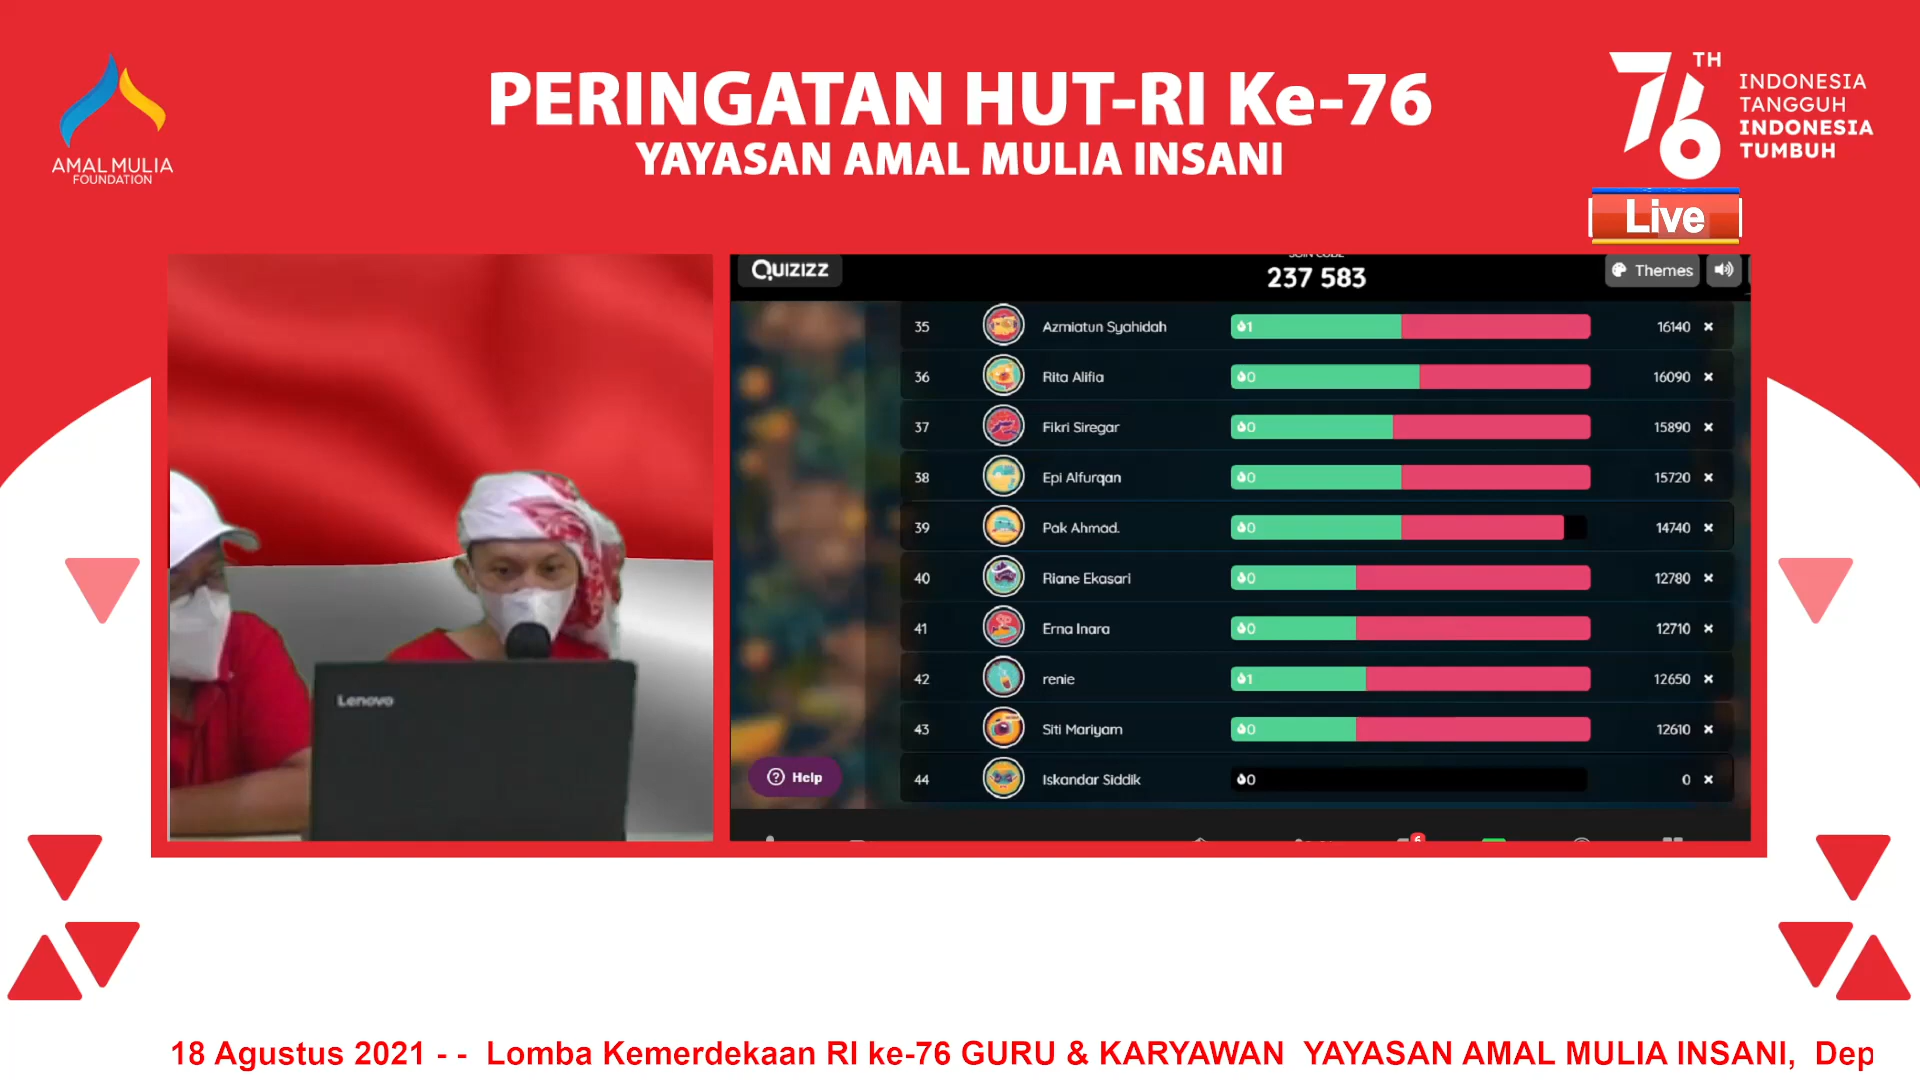 PERINGATAN HUT-RI Ke-76
YAYASAN AMAL MULIA INSANI
AMAL MULIA
FOUNDATION
76 TH
INDONESIA
TANGGUH
INDONESIA
TUMBUH
Live
Quizizz
JOIN CODE
237 583
Themes
35 Azmiatun Syahidah 1 16140
36 Rita Alifia 0 16090
37 Fikri Siregar 0 15890
38 Epi Alfurqan 0 15720
39 Pak Ahmad. 0 14740
40 Riane Ekasari 0 12780
41 Erna Inara 0 12710
42 renie 1 12650
43 Siti Mariyam 0 12610
44 Iskandar Siddik 0 0
Help
6
Lenovo
18 Agustus 2021 - - Lomba Kemerdekaan RI ke-76 GURU & KARYAWAN YAYASAN AMAL MULIA INSANI, Dep